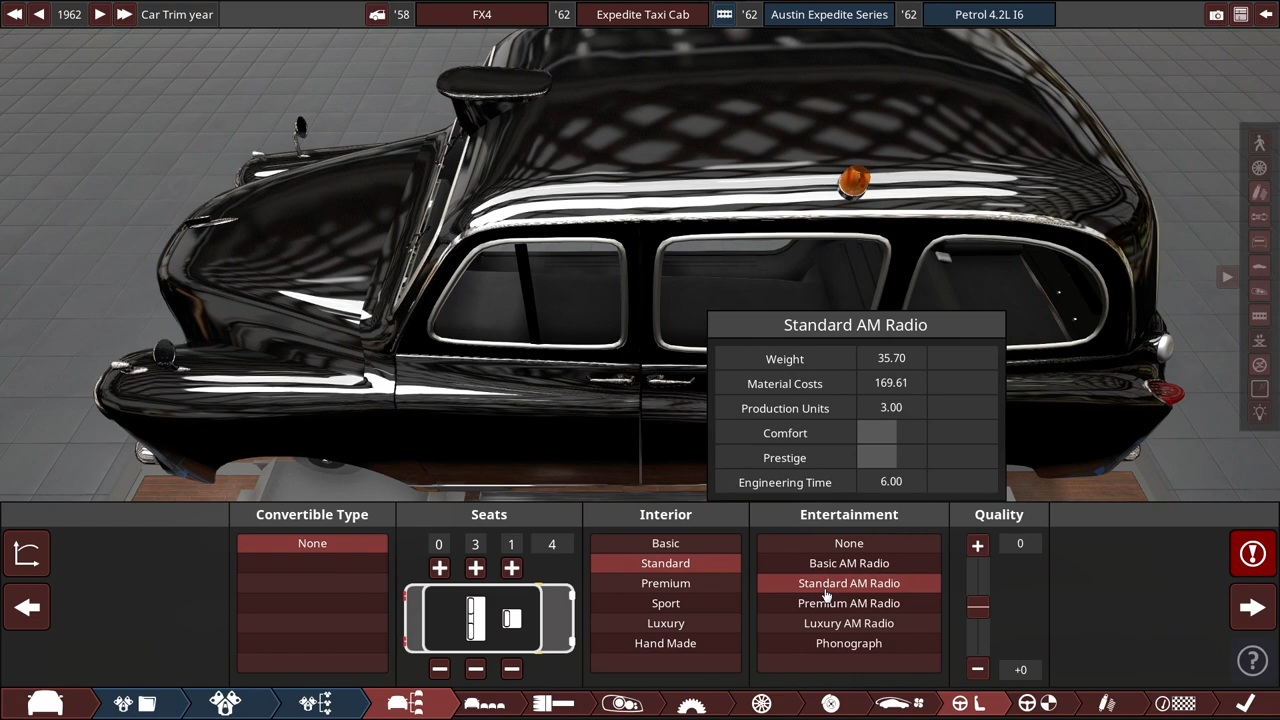 1962 Car Trim year '58 FX4 '62 Expedite Taxi Cab '62 Austin Expedite Series '62 Petrol 4.2L I6
Standard AM Radio
Weight 35.70
Material Costs 169.61
Production Units 3.00
Comfort
Prestige
Engineering Time 6.00
Convertible Type Seats Interior Entertainment Quality
None 0 3 1 4 Basic None 0
Standard Basic AM Radio
Premium Standard AM Radio
Sport Premium AM Radio
Luxury Luxury AM Radio
Hand Made Phonograph
+0